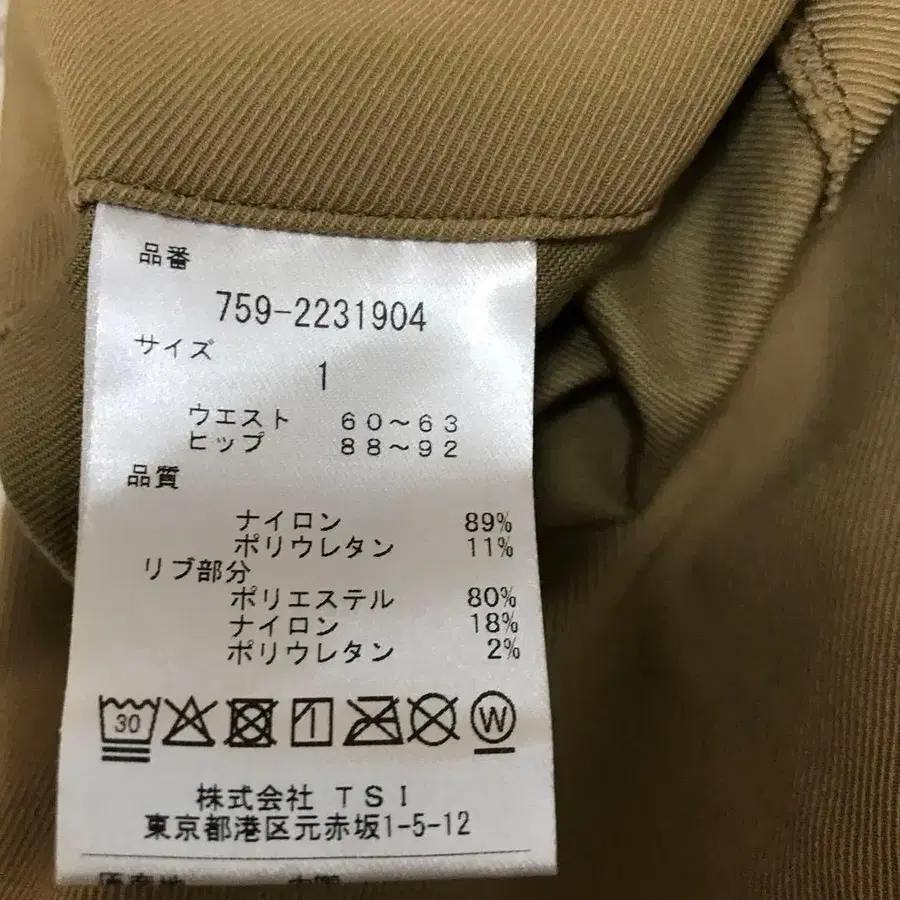 品番
759-2231904
サイズ
1
ウエスト 60～63
ヒップ 88～92
品質
ナイロン 89%
ポリウレタン 11%
リブ部分
ポリエステル 80%
ナイロン 18%
ポリウレタン 2%
30 W
株式会社 TSI
東京都港区元赤坂1-5-12